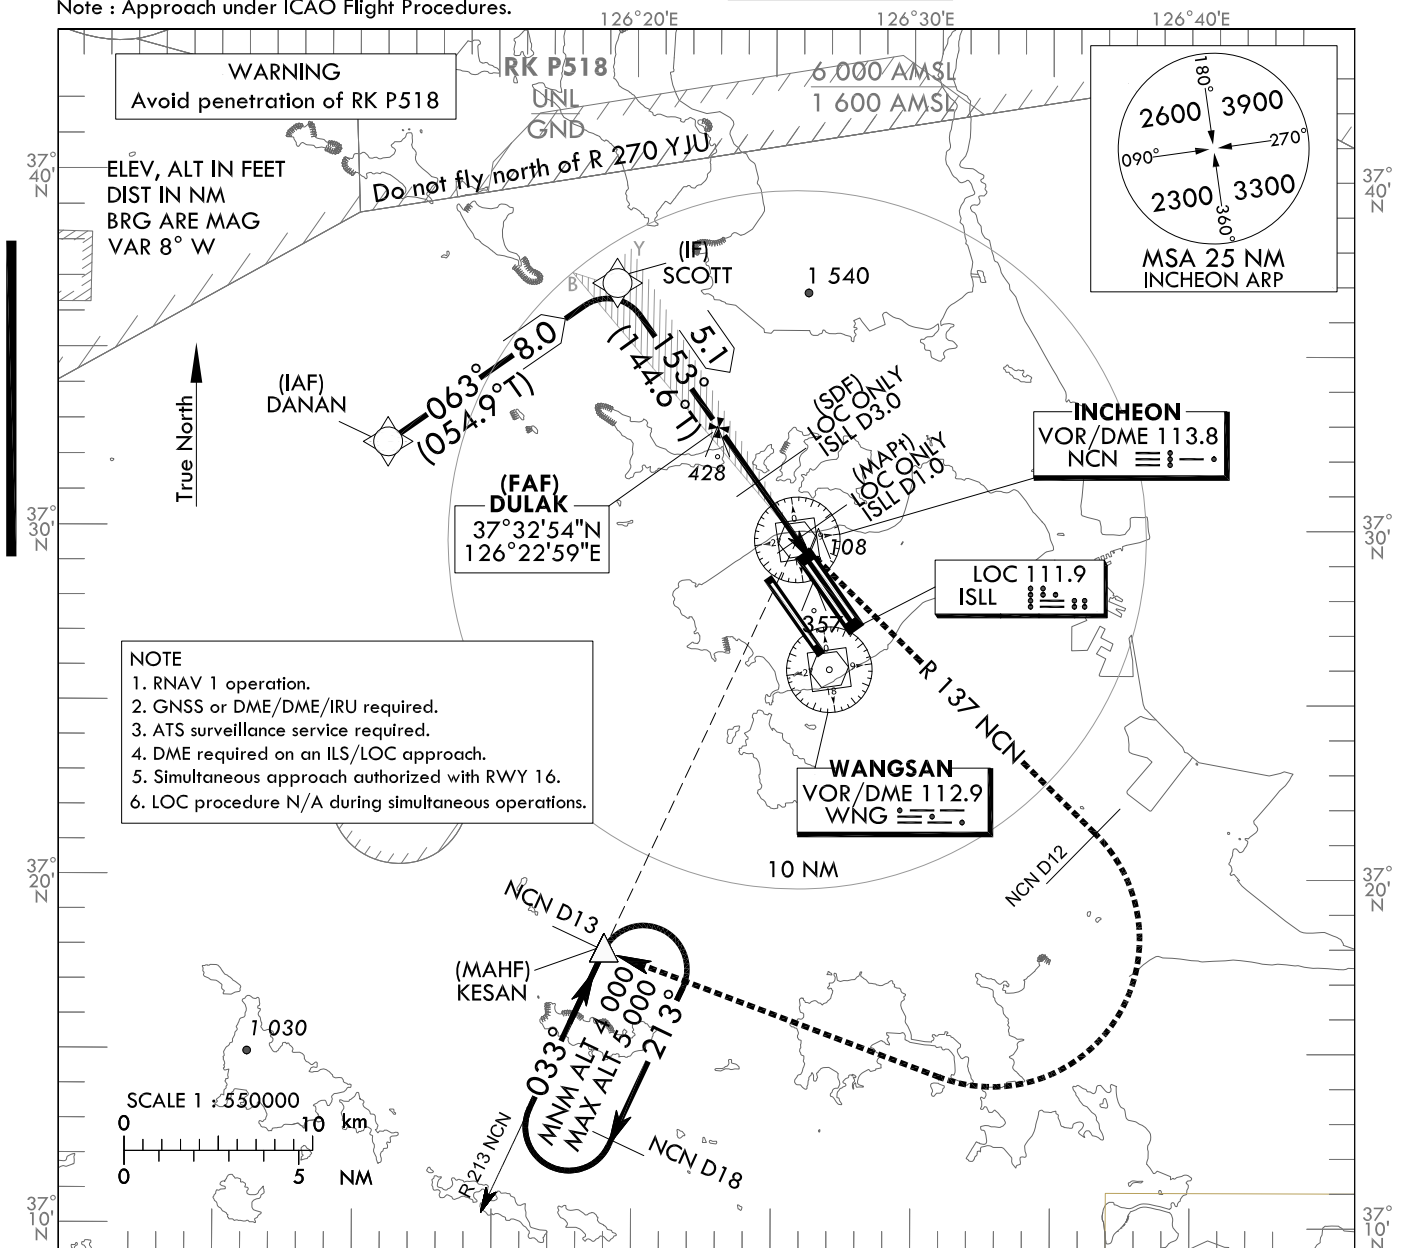 Note : Approach under ICAO Flight Procedures.
126°20'E
126°30'E
126°40'E
WARNING
Avoid penetration of RK P518
RK P518
UNL
GND
6 000 AMSL
1 600 AMSL
180°
2600
3900
090°
270°
2300
3300
360°
MSA 25 NM
INCHEON ARP
37°
40'
N
ELEV, ALT IN FEET
DIST IN NM
BRG ARE MAG
VAR 8° W
Do not fly north of R 270 YJU
37°
40'
N
Y
B
(IF)
SCOTT
1 540
True North
(IAF)
DANAN
063°
8.0
(054.9°T)
153°
5.1
(144.6°T)
(SDF)
LOC ONLY
ISLL D3.0
(MAPt)
LOC ONLY
ISLL D1.0
INCHEON
VOR/DME 113.8
NCN
428
(FAF)
DULAK
37°32'54"N
126°22'59"E
37°
30'
N
37°
30'
N
108
LOC 111.9
ISLL
357
NOTE
1. RNAV 1 operation.
2. GNSS or DME/DME/IRU required.
3. ATS surveillance service required.
4. DME required on an ILS/LOC approach.
5. Simultaneous approach authorized with RWY 16.
6. LOC procedure N/A during simultaneous operations.
R 137 NCN
WANGSAN
VOR/DME 112.9
WNG
10 NM
NCN D12
37°
20'
N
37°
20'
N
NCN D13
(MAHF)
KESAN
033°
MNM ALT 4 000
MAX ALT 5 000
213°
R 213 NCN
NCN D18
1 030
SCALE 1 : 550000
0
10
km
0
5
NM
37°
10'
N
37°
10'
N